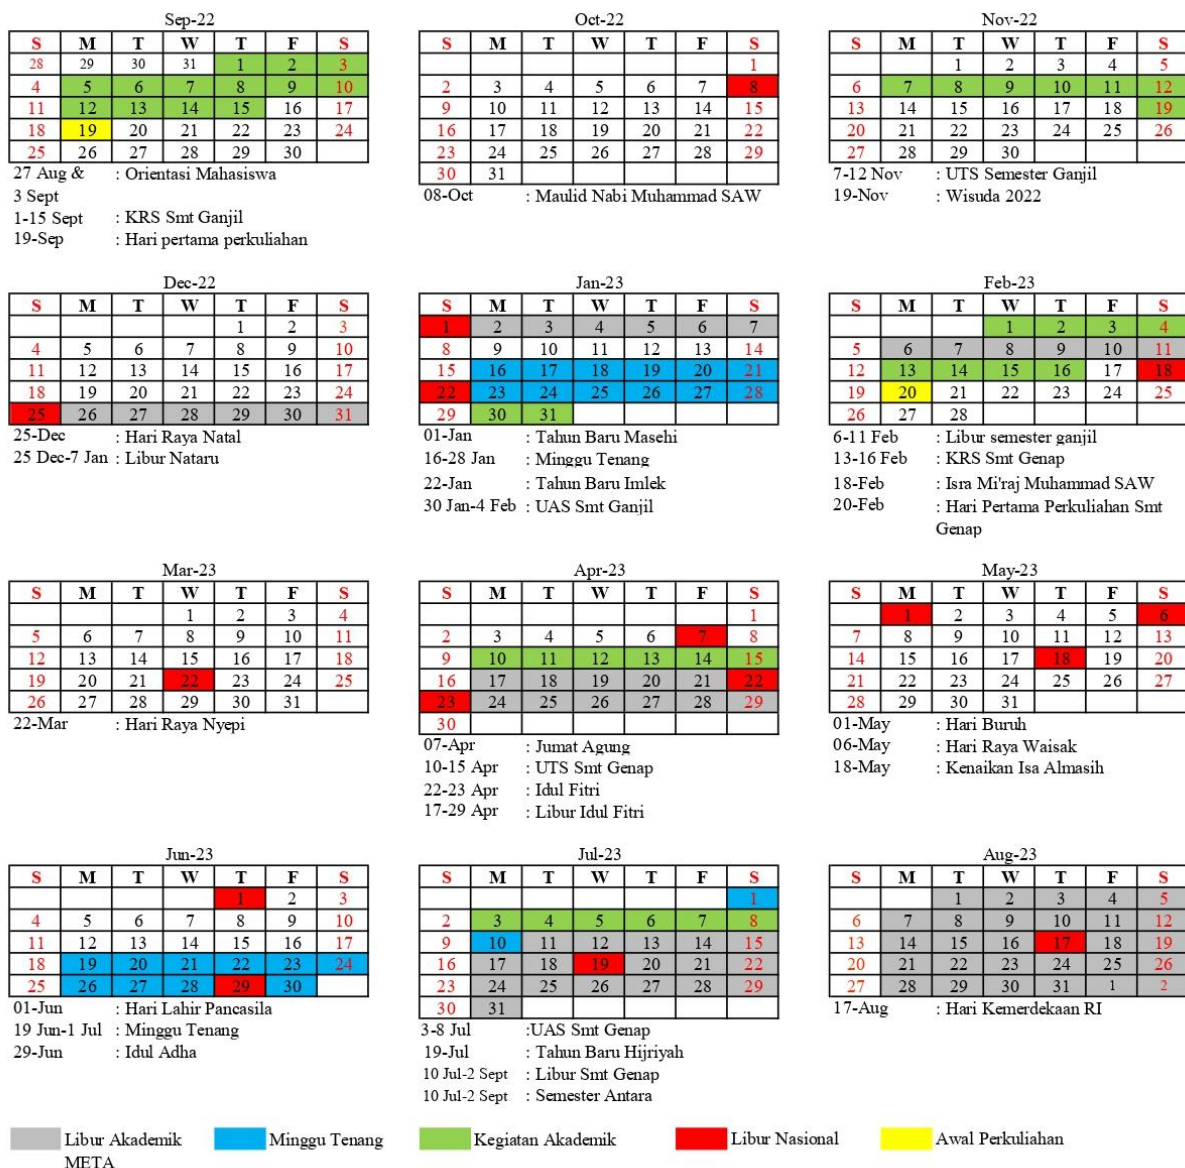 Sep-22
S M T W T F S
28 29 30 31 1 2 3
4 5 6 7 8 9 10
11 12 13 14 15 16 17
18 19 20 21 22 23 24
25 26 27 28 29 30
27 Aug & : Orientasi Mahasiswa
3 Sept
1-15 Sept : KRS Smt Ganjil
19-Sep : Hari pertama perkuliahan
Oct-22
S M T W T F S
1
2 3 4 5 6 7 8
9 10 11 12 13 14 15
16 17 18 19 20 21 22
23 24 25 26 27 28 29
30 31
08-Oct : Maulid Nabi Muhammad SAW
Nov-22
S M T W T F S
1 2 3 4 5
6 7 8 9 10 11 12
13 14 15 16 17 18 19
20 21 22 23 24 25 26
27 28 29 30
7-12 Nov : UTS Semester Ganjil
19-Nov : Wisuda 2022
Dec-22
S M T W T F S
1 2 3
4 5 6 7 8 9 10
11 12 13 14 15 16 17
18 19 20 21 22 23 24
25 26 27 28 29 30 31
25-Dec : Hari Raya Natal
25 Dec-7 Jan : Libur Nataru
Jan-23
S M T W T F S
1 2 3 4 5 6 7
8 9 10 11 12 13 14
15 16 17 18 19 20 21
22 23 24 25 26 27 28
29 30 31
01-Jan : Tahun Baru Masehi
16-28 Jan : Minggu Tenang
22-Jan : Tahun Baru Imlek
30 Jan-4 Feb : UAS Smt Ganjil
Feb-23
S M T W T F S
1 2 3 4
5 6 7 8 9 10 11
12 13 14 15 16 17 18
19 20 21 22 23 24 25
26 27 28
6-11 Feb : Libur semester ganjil
13-16 Feb : KRS Smt Genap
18-Feb : Isra Mi'raj Muhammad SAW
20-Feb : Hari Pertama Perkuliahan Smt
Genap
Mar-23
S M T W T F S
1 2 3 4
5 6 7 8 9 10 11
12 13 14 15 16 17 18
19 20 21 22 23 24 25
26 27 28 29 30 31
22-Mar : Hari Raya Nyepi
Apr-23
S M T W T F S
1
2 3 4 5 6 7 8
9 10 11 12 13 14 15
16 17 18 19 20 21 22
23 24 25 26 27 28 29
30
07-Apr : Jumat Agung
10-15 Apr : UTS Smt Genap
22-23 Apr : Idul Fitri
17-29 Apr : Libur Idul Fitri
May-23
S M T W T F S
1 2 3 4 5 6
7 8 9 10 11 12 13
14 15 16 17 18 19 20
21 22 23 24 25 26 27
28 29 30 31
01-May : Hari Buruh
06-May : Hari Raya Waisak
18-May : Kenaikan Isa Almasih
Jun-23
S M T W T F S
1 2 3
4 5 6 7 8 9 10
11 12 13 14 15 16 17
18 19 20 21 22 23 24
25 26 27 28 29 30
01-Jun : Hari Lahir Pancasila
19 Jun-1 Jul : Minggu Tenang
29-Jun : Idul Adha
Jul-23
S M T W T F S
1
2 3 4 5 6 7 8
9 10 11 12 13 14 15
16 17 18 19 20 21 22
23 24 25 26 27 28 29
30 31
3-8 Jul :UAS Smt Genap
19-Jul : Tahun Baru Hijriyah
10 Jul-2 Sept : Libur Smt Genap
10 Jul-2 Sept : Semester Antara
Aug-23
S M T W T F S
1 2 3 4 5
6 7 8 9 10 11 12
13 14 15 16 17 18 19
20 21 22 23 24 25 26
27 28 29 30 31 1 2
17-Aug : Hari Kemerdekaan RI
Libur Akademik
META
Minggu Tenang
Kegiatan Akademik
Libur Nasional
Awal Perkuliahan